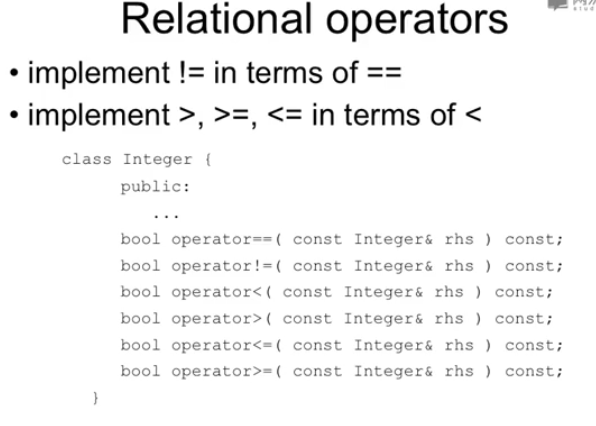 Relational operators
• implement != in terms of ==
• implement >, >=, <= in terms of <
class Integer {
public:
...
bool operator==( const Integer& rhs ) const;
bool operator!=( const Integer& rhs ) const;
bool operator<( const Integer& rhs ) const;
bool operator>( const Integer& rhs ) const;
bool operator<=( const Integer& rhs ) const;
bool operator>=( const Integer& rhs ) const;
}